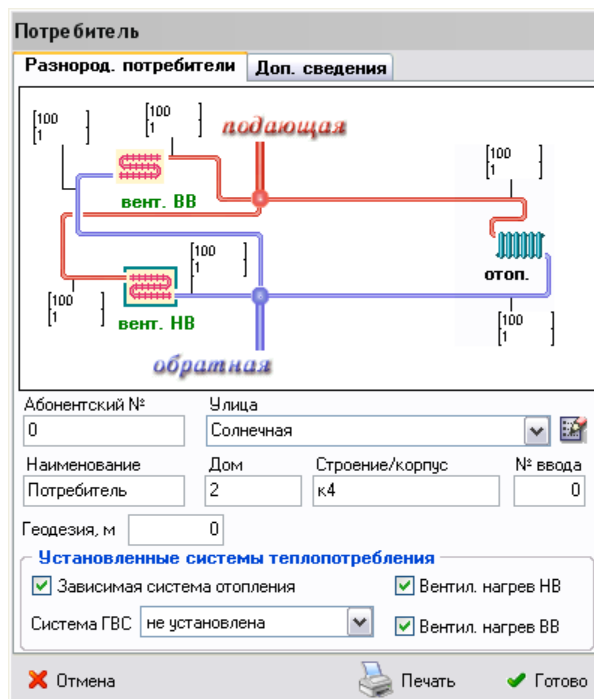 Потребитель
Разнород. потребители Доп. сведения
[100
1 ]
[100
1 ]
подающая
[100
1 ]
вент. ВВ
[100
1 ]
отоп.
[100
1 ]
вент. НВ
[100
1 ]
обратная
Абонентский № Улица
0 Солнечная
Наименование Дом Строение/корпус № ввода
Потребитель 2 к4 0
Геодезия, м 0
Установленные системы теплопотребления
Зависимая система отопления Вентил. нагрев НВ
Система ГВС не установлена Вентил. нагрев ВВ
Отмена Печать Готово